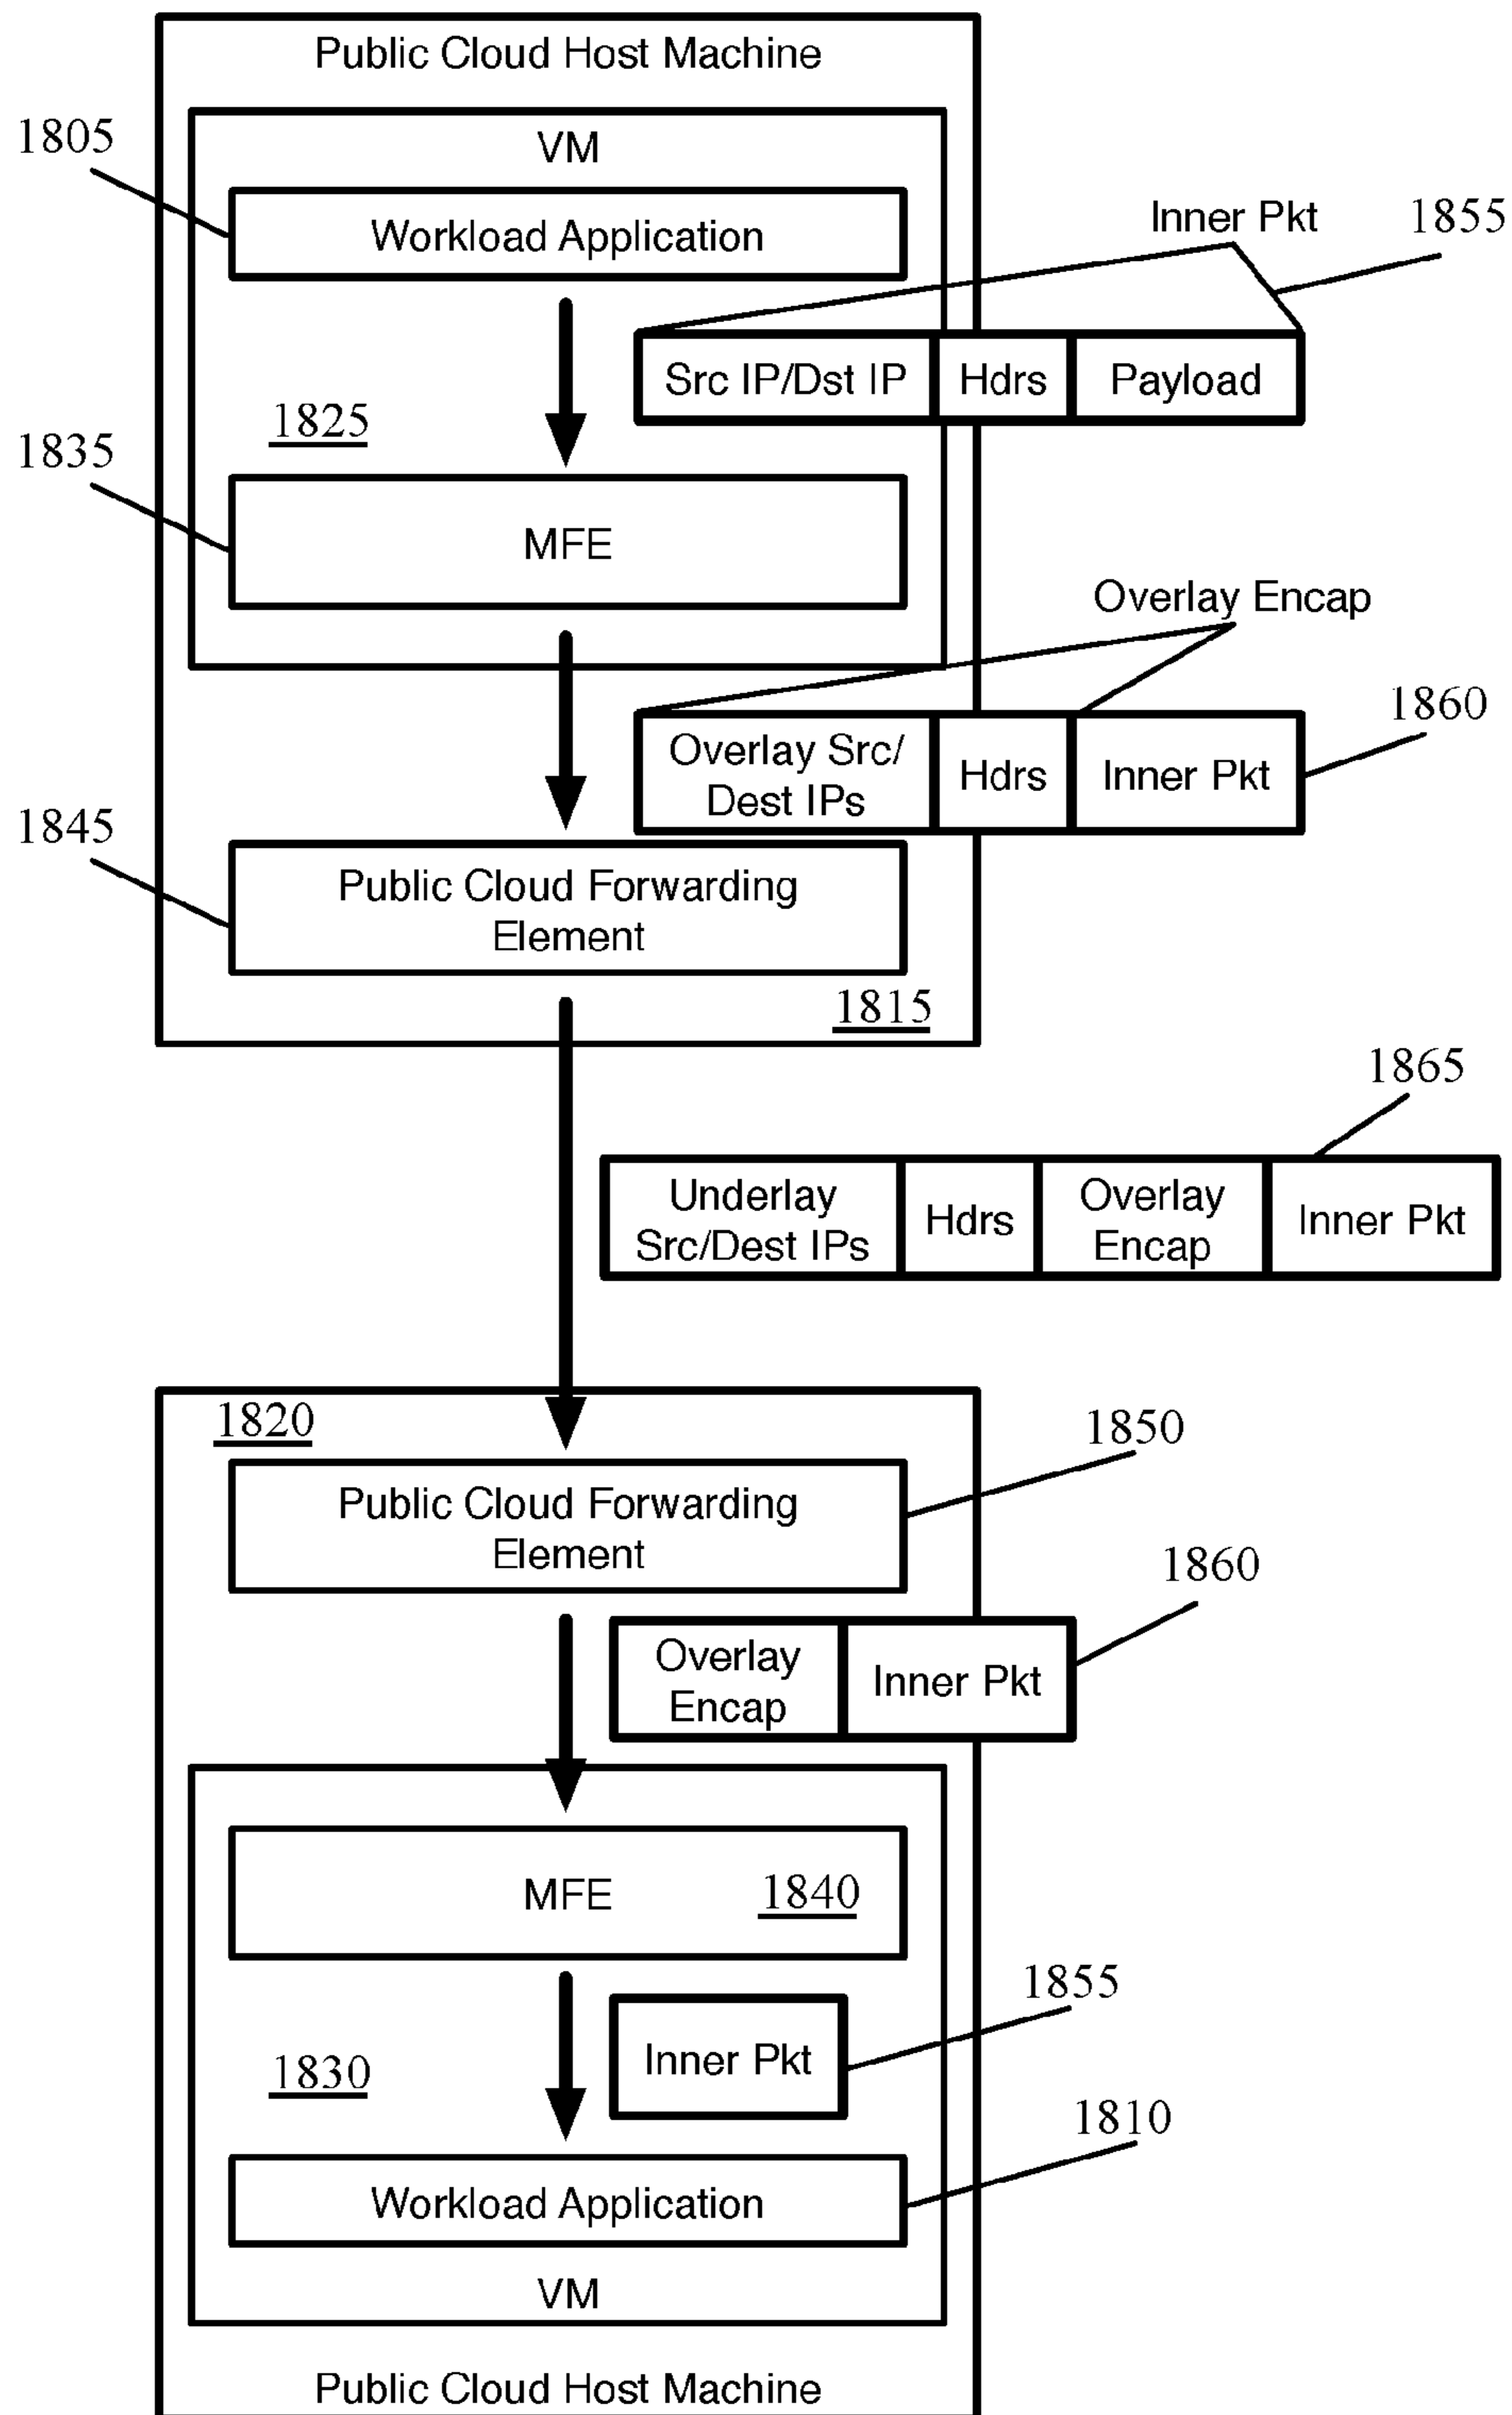 Public Cloud Host Machine
1805
VM
Workload Application
Inner Pkt
1855
Src IP/Dst IP
Hdrs
Payload
1825
1835
MFE
Overlay Encap
1860
Overlay Src/
Dest IPs
Hdrs
Inner Pkt
1845
Public Cloud Forwarding
Element
1815
1865
Underlay
Src/Dest IPs
Hdrs
Overlay
Encap
Inner Pkt
1820
1850
Public Cloud Forwarding
Element
1860
Overlay
Encap
Inner Pkt
MFE
1840
1855
Inner Pkt
1830
1810
Workload Application
VM
Public Cloud Host Machine